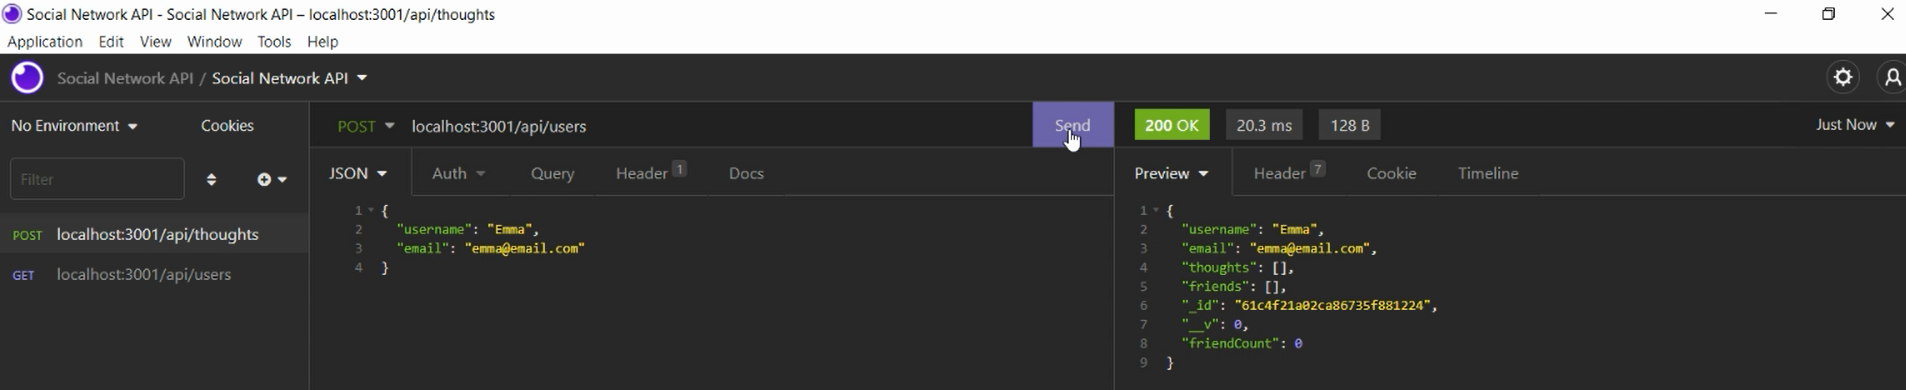 Social Network API - Social Network API – localhost:3001/api/thoughts
Application Edit View Window Tools Help
Social Network API / Social Network API
No Environment Cookies
Filter
POST localhost:3001/api/thoughts
GET localhost:3001/api/users
POST localhost:3001/api/users Send
JSON Auth Query Header 1 Docs
1 {
2 "username": "Emma",
3 "email": "emma@email.com"
4 }
200 OK 20.3 ms 128 B Just Now
Preview Header 7 Cookie Timeline
1 {
2 "username": "Emma",
3 "email": "emma@email.com",
4 "thoughts": [],
5 "friends": [],
6 "_id": "61c4f21a02ca86735f881224",
7 "__v": 0,
8 "friendCount": 0
9 }